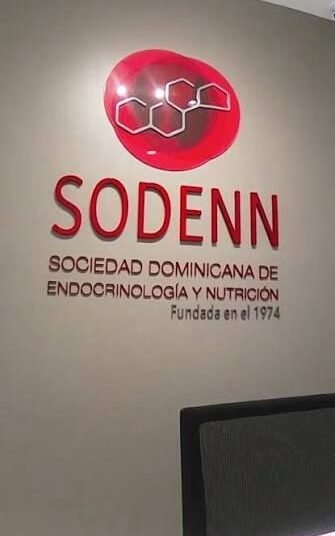 SODENN
SOCIEDAD DOMINICANA DE
ENDOCRINOLOGÍA Y NUTRICIÓN
Fundada en el 1974